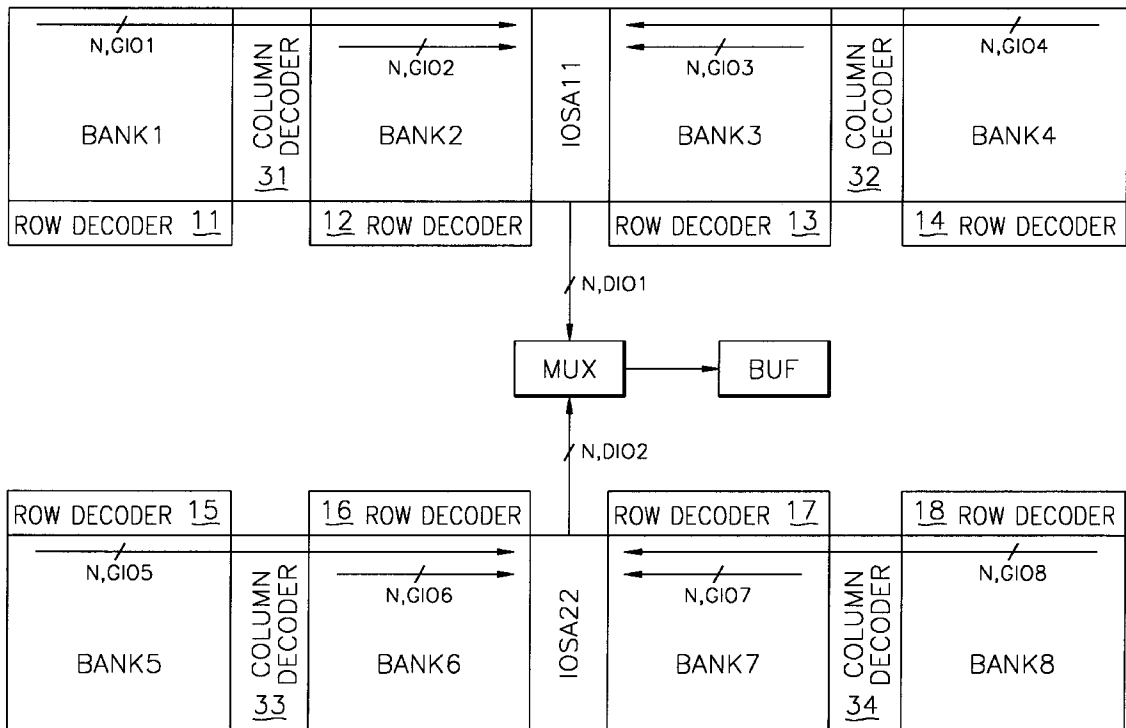 N,GIO1
N,GIO2
N,GIO3
N,GIO4
BANK1
COLUMN
DECODER
31
BANK2
IOSA11
BANK3
COLUMN
DECODER
32
BANK4
ROW DECODER 11
12 ROW DECODER
ROW DECODER 13
14 ROW DECODER
N,DIO1
MUX
BUF
N,DIO2
ROW DECODER 15
16 ROW DECODER
ROW DECODER 17
18 ROW DECODER
N,GIO5
N,GIO6
N,GIO7
N,GIO8
BANK5
COLUMN
DECODER
33
BANK6
IOSA22
BANK7
COLUMN
DECODER
34
BANK8